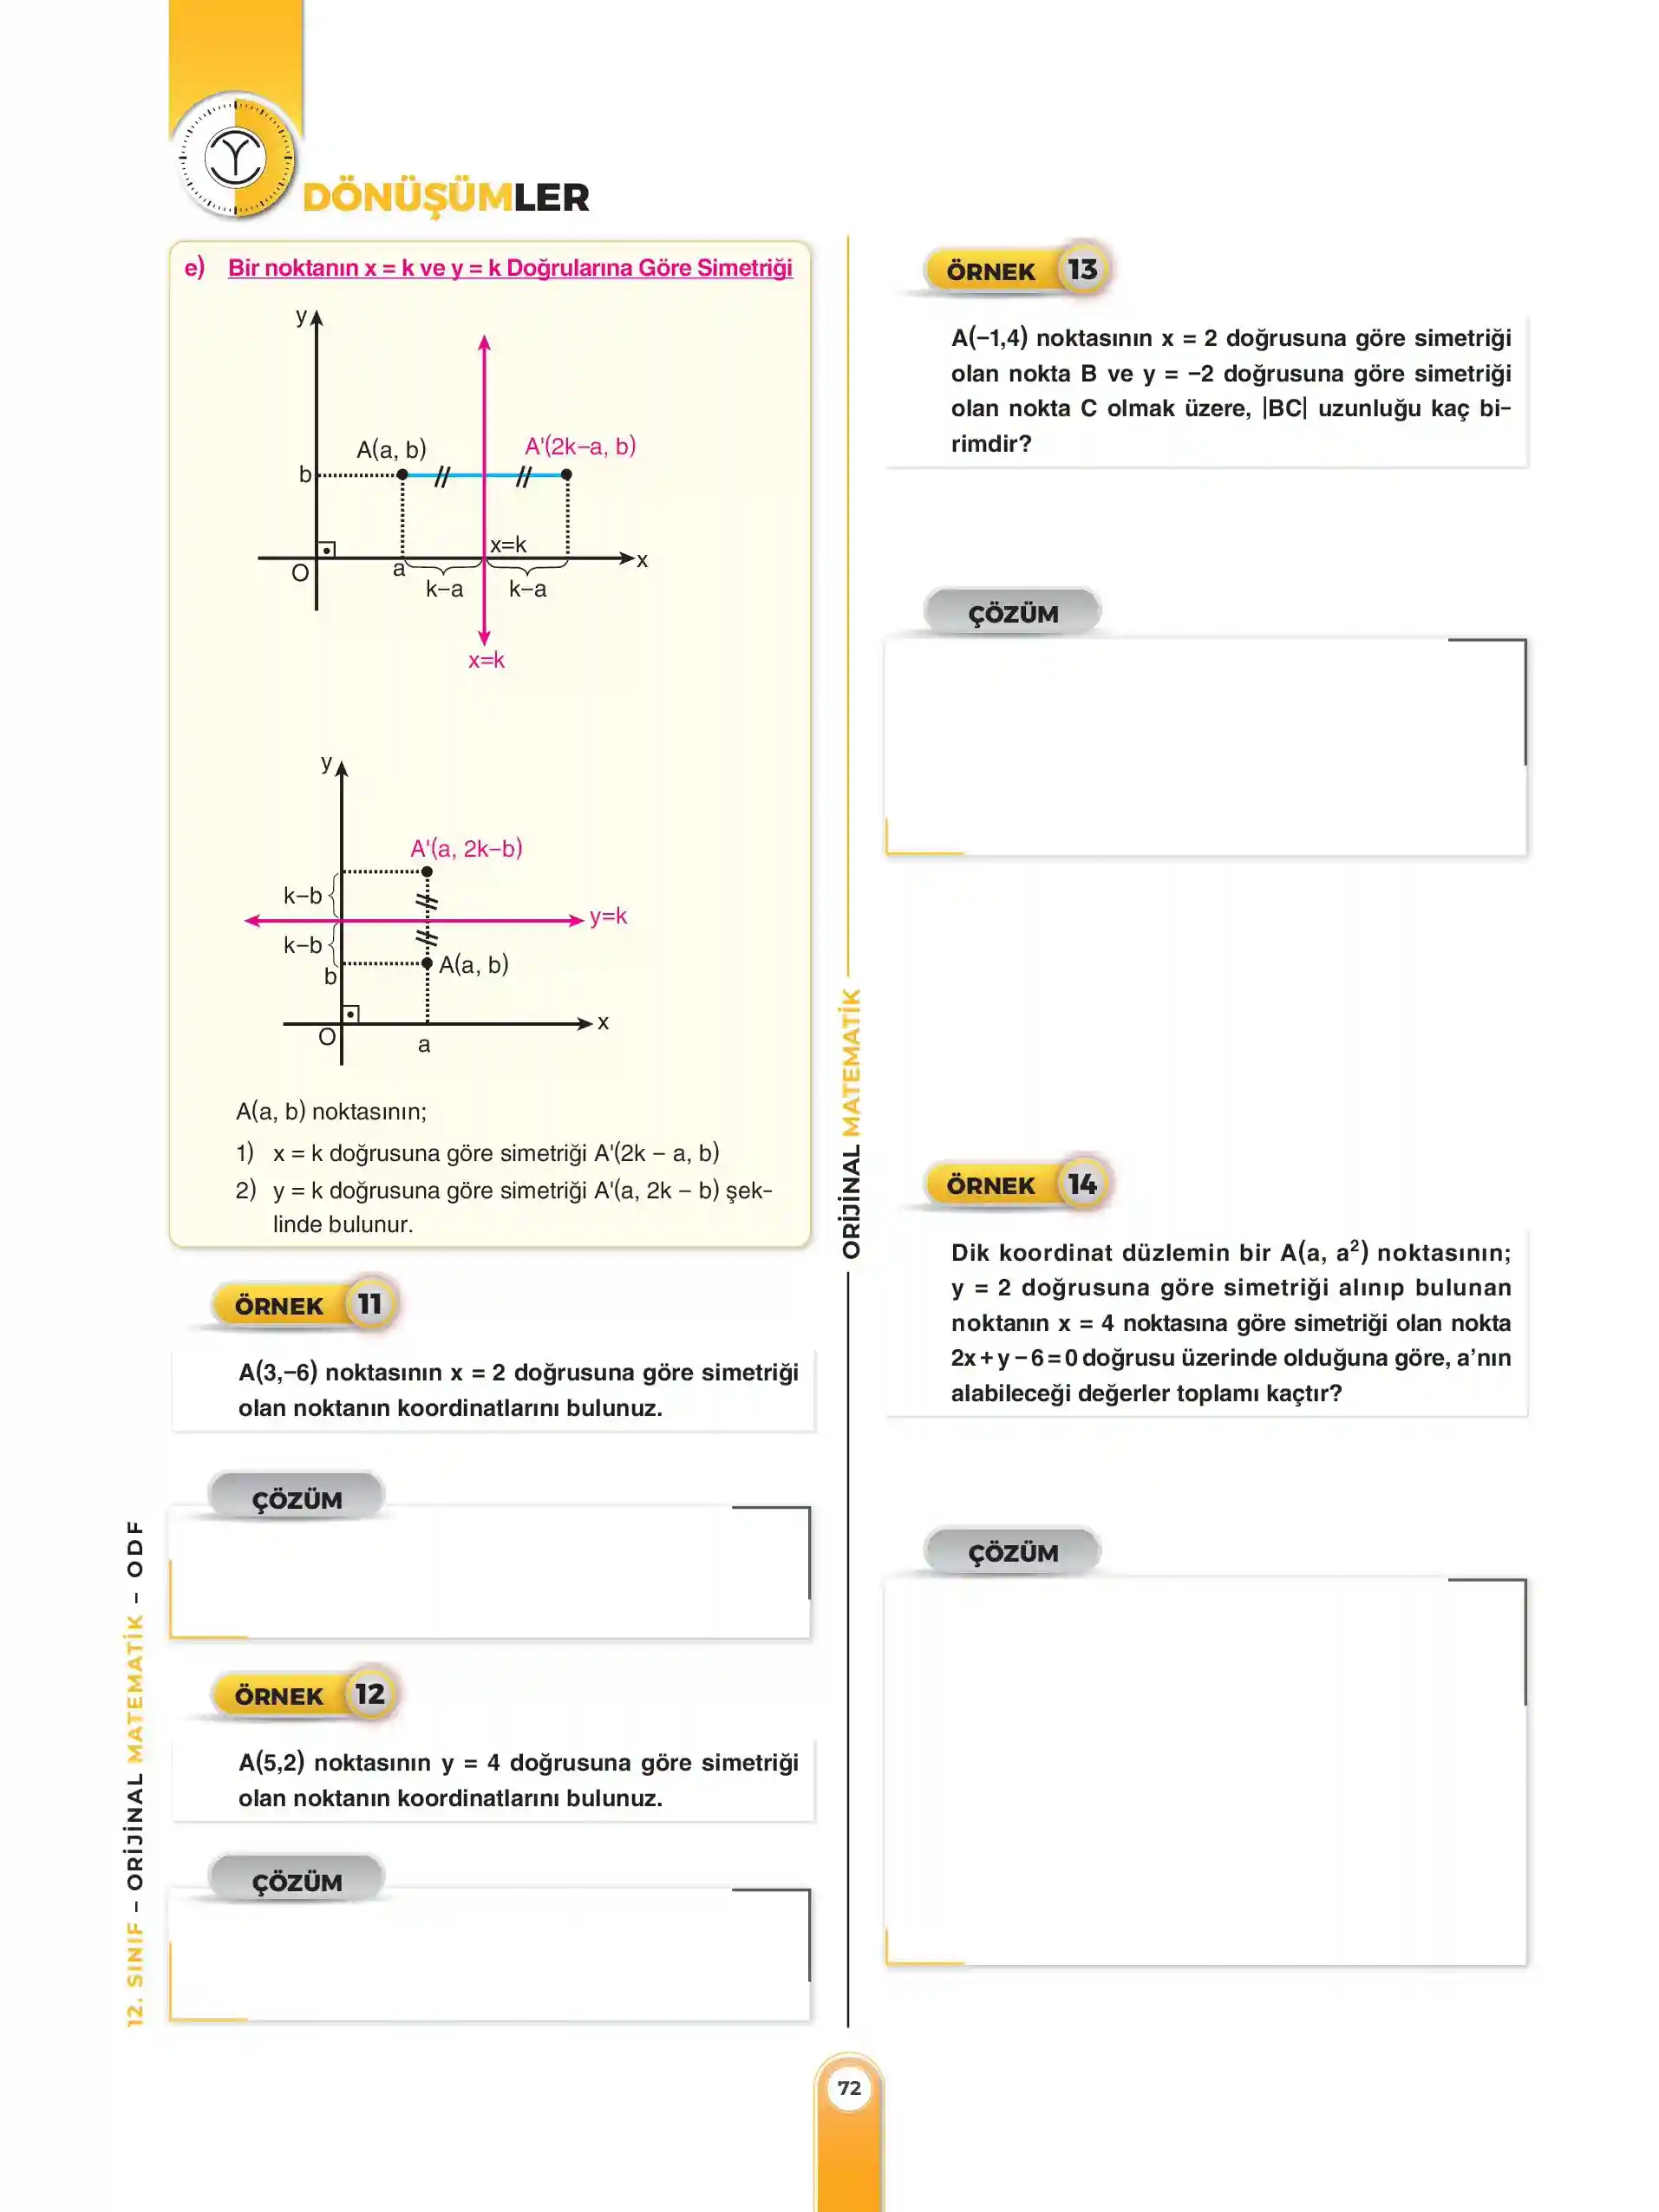 DÖNÜŞÜMLER
e) Bir noktanın x = k ve y = k Doğrularına Göre Simetriği
y
A(a, b)
A'(2k–a, b)
b
x=k
O
a
x
k–a
k–a
x=k
y
A'(a, 2k–b)
k–b
y=k
k–b
A(a, b)
b
O
a
x
A(a, b) noktasının;
1) x = k doğrusuna göre simetriği A'(2k – a, b)
2) y = k doğrusuna göre simetriği A'(a, 2k – b) şek-
linde bulunur.
ÖRNEK 11
A(3,–6) noktasının x = 2 doğrusuna göre simetriği
olan noktanın koordinatlarını bulunuz.
ÇÖZÜM
ÖRNEK 12
A(5,2) noktasının y = 4 doğrusuna göre simetriği
olan noktanın koordinatlarını bulunuz.
ÇÖZÜM
12. SINIF – ORİJİNAL MATEMATİK – ODF
ORİJİNAL MATEMATİK
ÖRNEK 13
A(–1,4) noktasının x = 2 doğrusuna göre simetriği
olan nokta B ve y = –2 doğrusuna göre simetriği
olan nokta C olmak üzere, |BC| uzunluğu kaç bi-
rimdir?
ÇÖZÜM
ÖRNEK 14
Dik koordinat düzlemin bir A(a, a²) noktasının;
y = 2 doğrusuna göre simetriği alınıp bulunan
noktanın x = 4 noktasına göre simetriği olan nokta
2x + y – 6 = 0 doğrusu üzerinde olduğuna göre, a’nın
alabileceği değerler toplamı kaçtır?
ÇÖZÜM
72